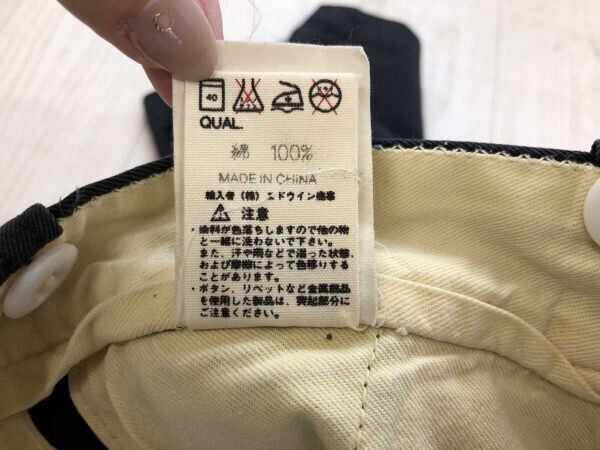 40
QUAL.
綿 100%
MADE IN CHINA
輸入者 (株) エドウイン商事
注意
・染料が色落ちしますので他の物
と一緒に洗わないで下さい。
また、汗や雨などで湿った状態、
および摩擦によって色移りする
ことがあります。
・ボタン、リベットなど金属部品
を使用した製品は、突起部分に
ご注意ください。